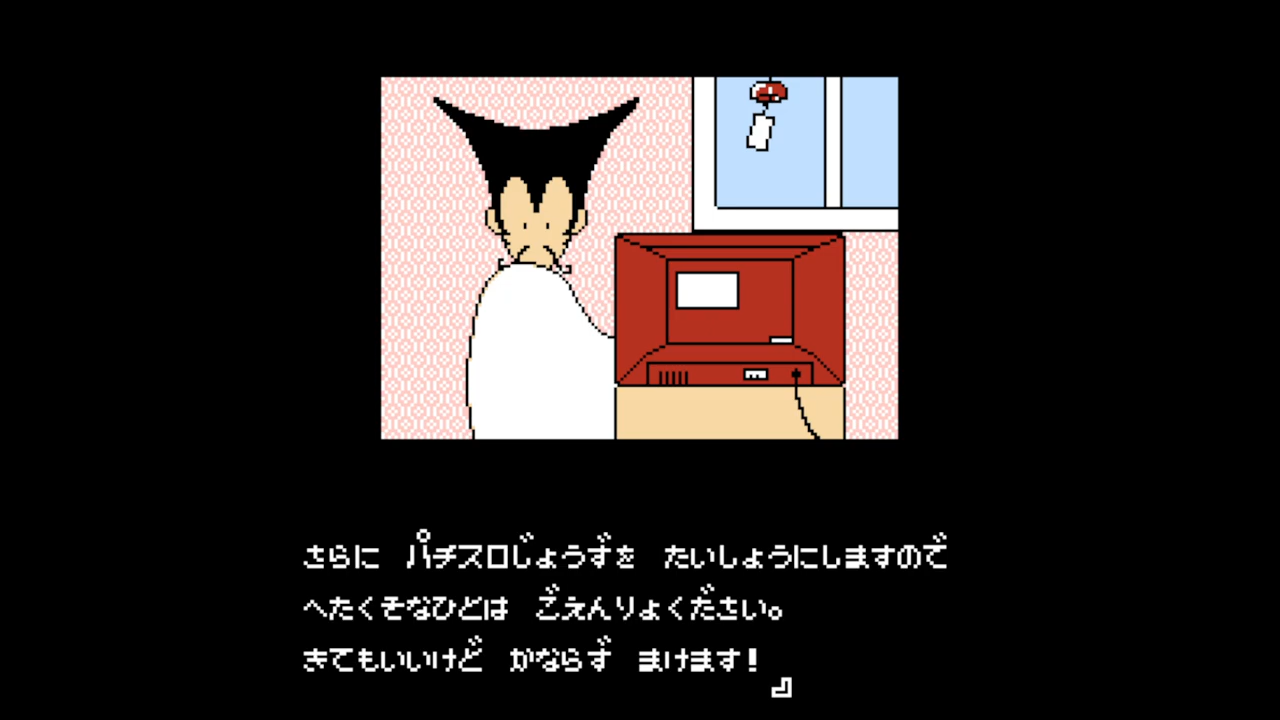 さらに パチスロじょうずを たいしょうにしますので
へたくそなひとは ごえんりょください。
きてもいいけど かならず まけます!